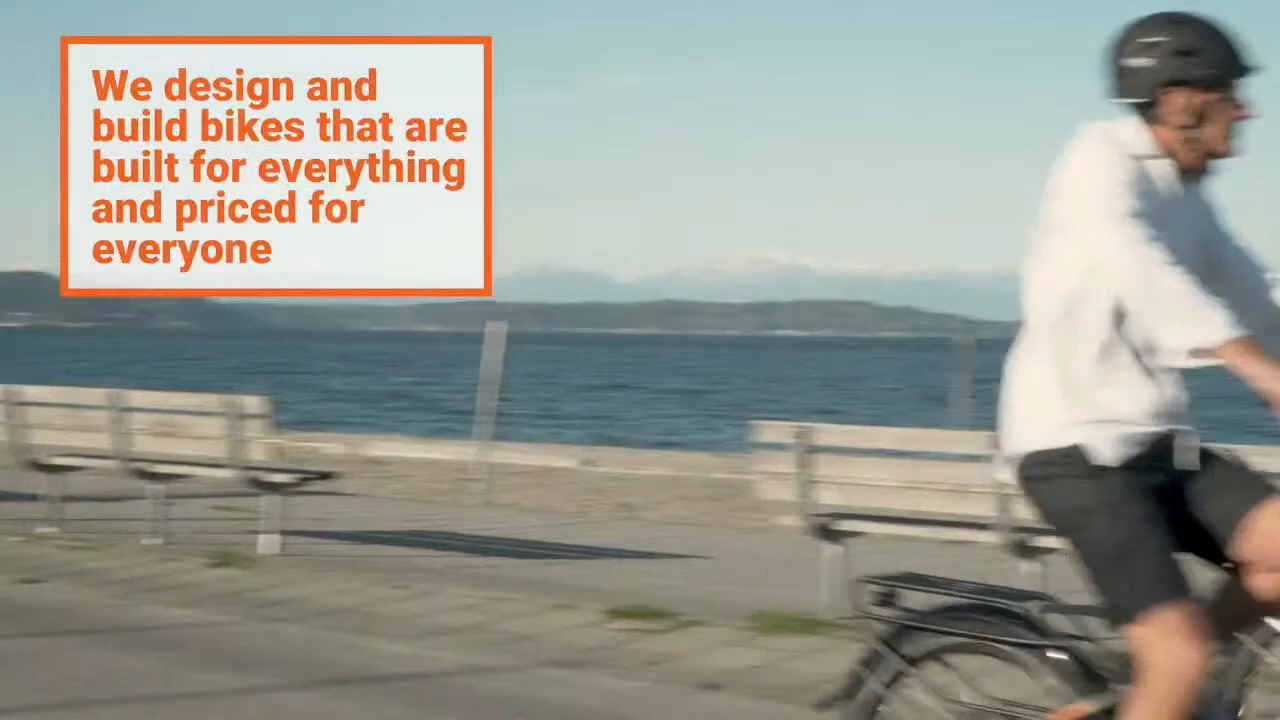 We design and
build bikes that are
built for everything
and priced for
everyone